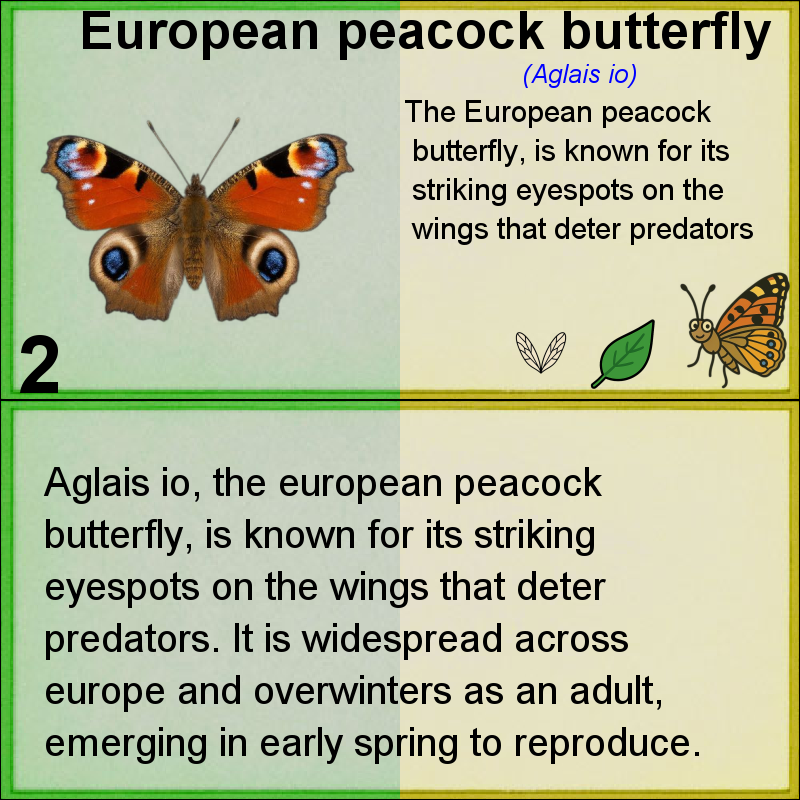 European peacock butterfly
(Aglais io)
The European peacock
butterfly, is known for its
striking eyespots on the
wings that deter predators
2
Aglais io, the european peacock
butterfly, is known for its striking
eyespots on the wings that deter
predators. It is widespread across
europe and overwinters as an adult,
emerging in early spring to reproduce.